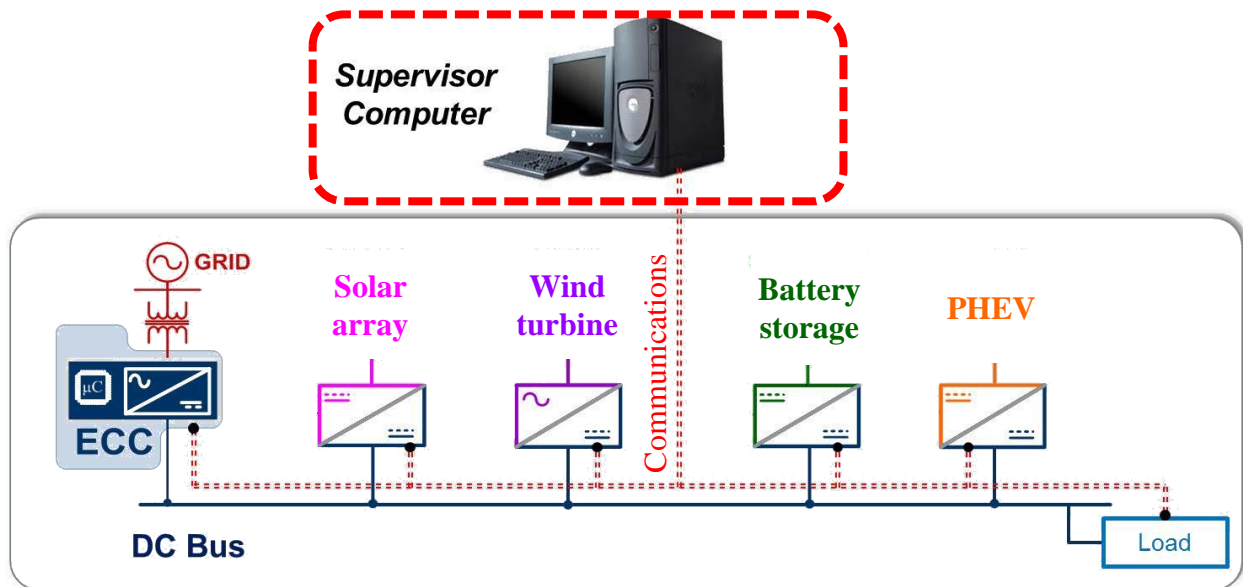 Supervisor
Computer
GRID
Solar
array
Wind
turbine
Communications
Battery
storage
PHEV
μC
ECC
DC Bus
Load